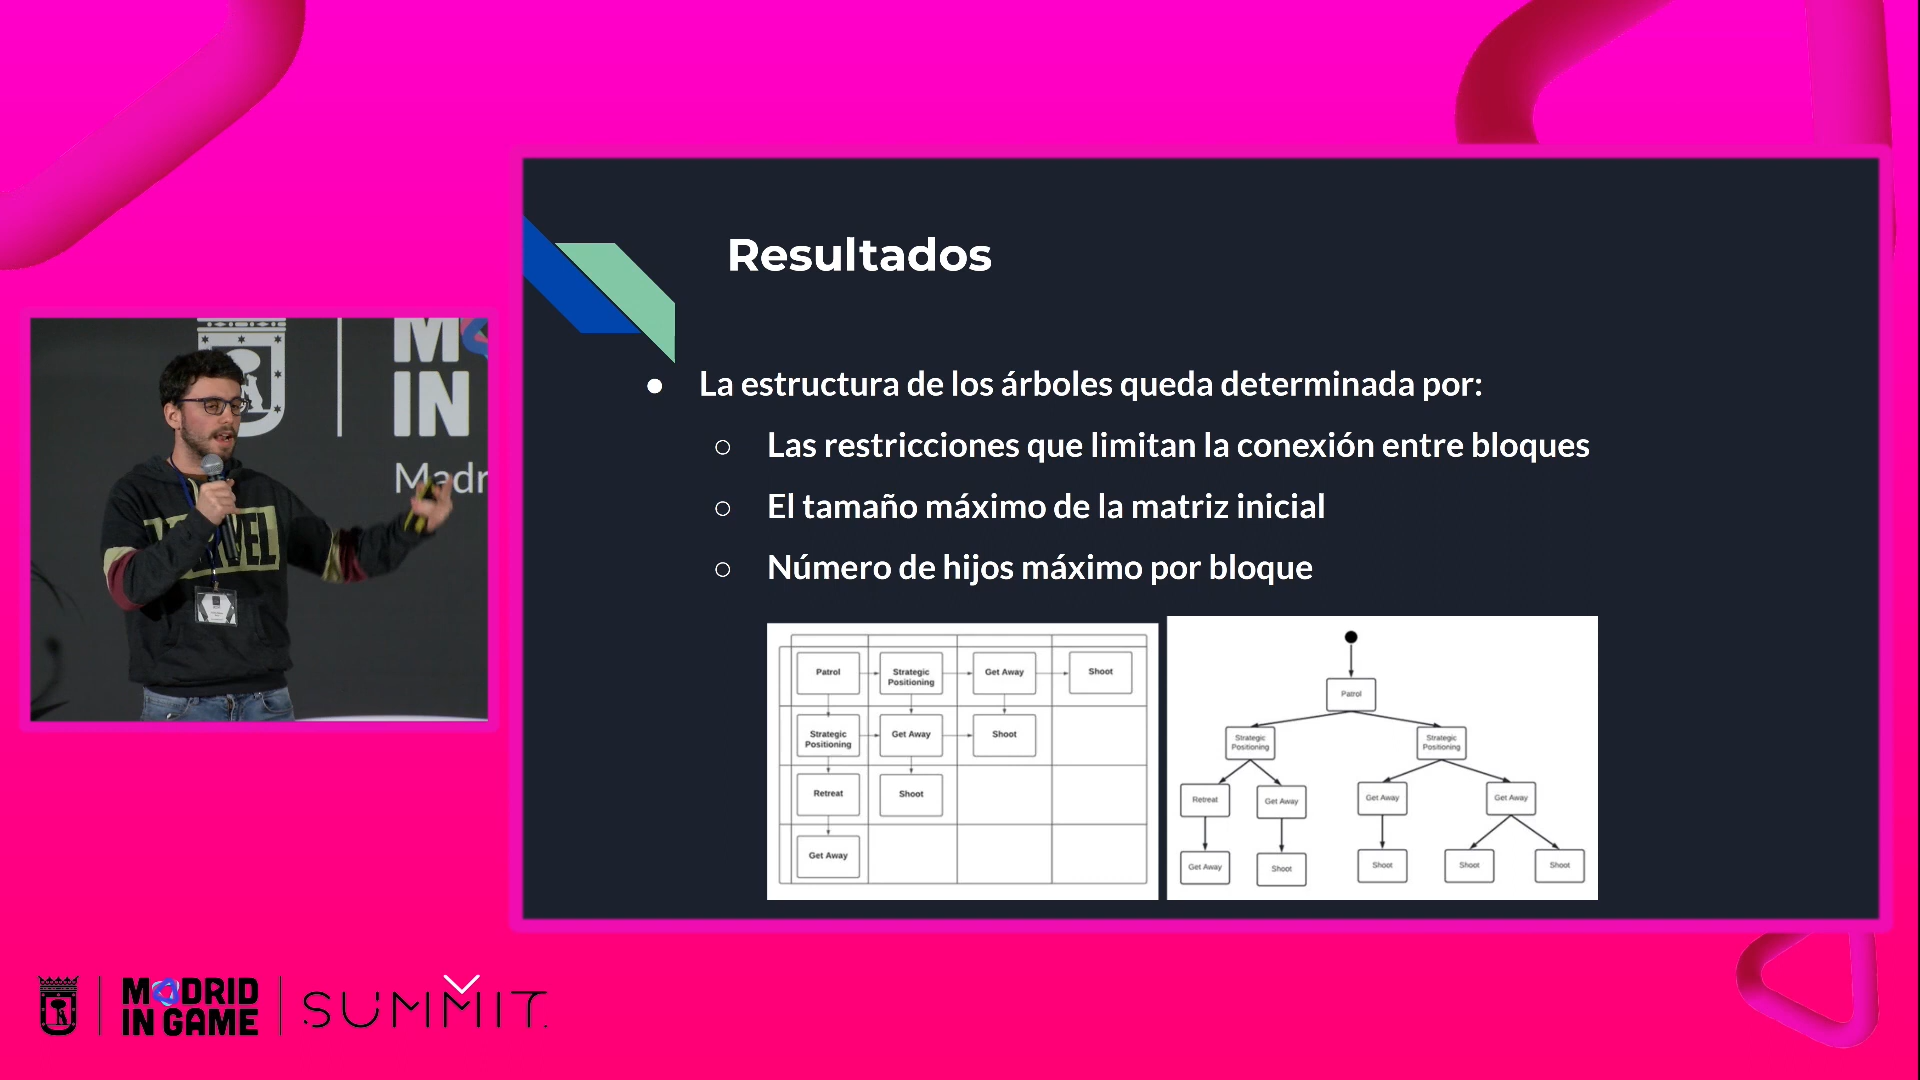 M
IN
Madr
MARVEL
Resultados
● La estructura de los árboles queda determinada por:
○ Las restricciones que limitan la conexión entre bloques
○ El tamaño máximo de la matriz inicial
○ Número de hijos máximo por bloque
Patrol
Strategic
Positioning
Get Away
Shoot
Strategic
Positioning
Get Away
Shoot
Retreat
Shoot
Get Away
Patrol
Strategic
Positioning
Strategic
Positioning
Retreat
Get Away
Get Away
Get Away
Get Away
Shoot
Shoot
Shoot
Shoot
MADRID
IN GAME
SUMMIT